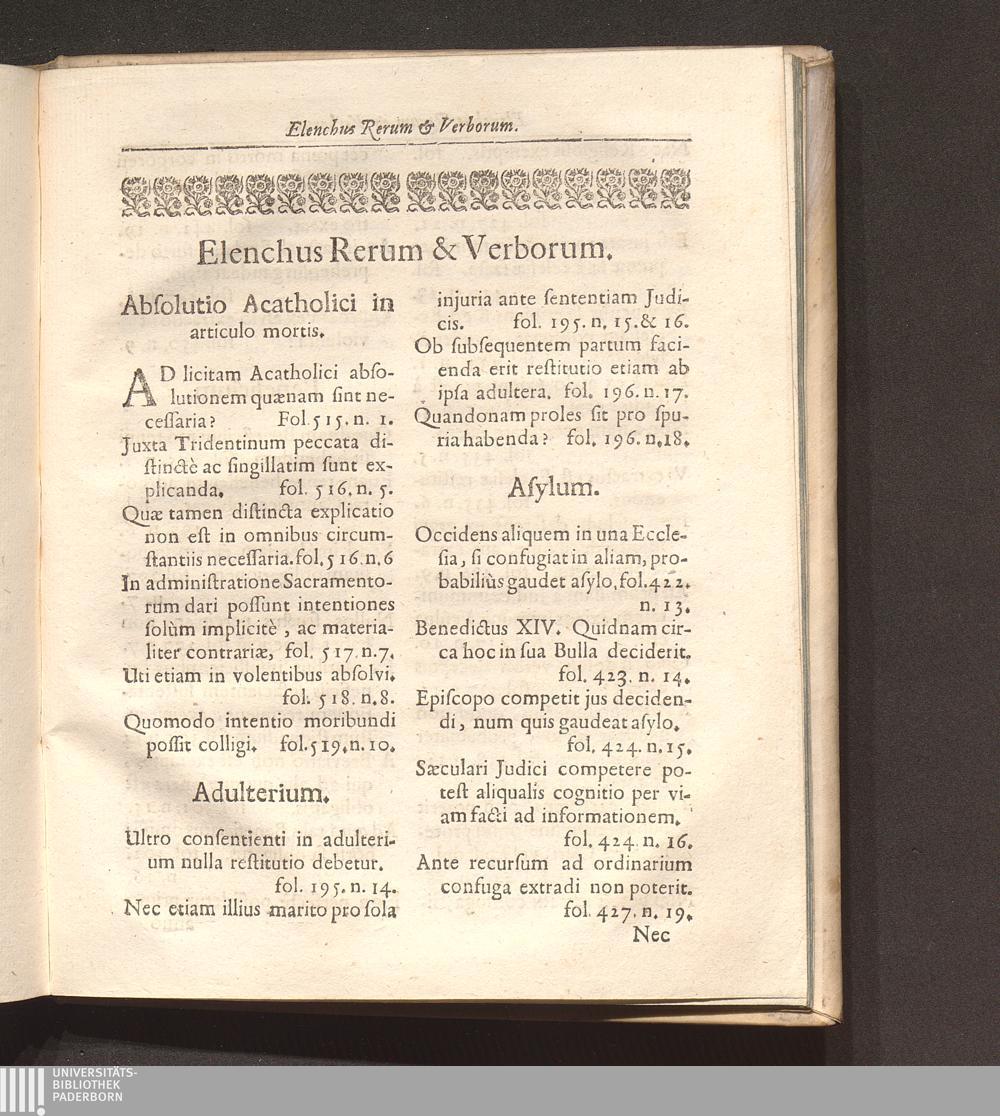 Elenchus Rerum & Verborum.
Elenchus Rerum & Verborum.
Abſolutio Acatholici in
articulo mortis.
AD licitam Acatholici abſo-
lutionem quænam ſint ne-
ceſſaria? Fol. 515. n. 1.
Juxta Tridentinum peccata di-
ſtinctè ac ſingillatim ſunt ex-
plicanda. fol. 516. n. 5.
Quæ tamen diſtincta explicatio
non eſt in omnibus circum-
ſtantiis neceſſaria. fol. 516. n. 6
In adminiſtratione Sacramento-
rum dari poſſunt intentiones
ſolùm implicitè, ac materia-
liter contrariæ, fol. 517. n. 7.
Uti etiam in volentibus abſolvi.
fol. 518. n. 8.
Quomodo intentio moribundi
poſſit colligi. fol. 519. n. 10.
Adulterium.
Ultro conſentienti in adulteri-
um nulla reſtitutio debetur.
fol. 195. n. 14.
Nec etiam illius marito pro ſola
injuria ante ſententiam Judi-
cis. fol. 195. n. 15. & 16.
Ob ſubſequentem partum faci-
enda erit reſtitutio etiam ab
ipſa adultera. fol. 196. n. 17.
Quandonam proles ſit pro ſpu-
ria habenda? fol. 196. n. 18.
Aſylum.
Occidens aliquem in una Eccle-
ſia, ſi confugiat in aliam, pro-
babiliùs gaudet aſylo. fol. 422.
n. 13.
Benedictus XIV. Quidnam cir-
ca hoc in ſua Bulla deciderit.
fol. 423. n. 14.
Epiſcopo competit jus deciden-
di, num quis gaudeat aſylo.
fol. 424. n. 15.
Sæculari Judici competere po-
teſt aliqualis cognitio per vi-
am facti ad informationem.
fol. 424. n. 16.
Ante recurſum ad ordinarium
confuga extradi non poterit.
fol. 427. n. 19.
Nec
UNIVERSITÄTS-
BIBLIOTHEK
PADERBORN